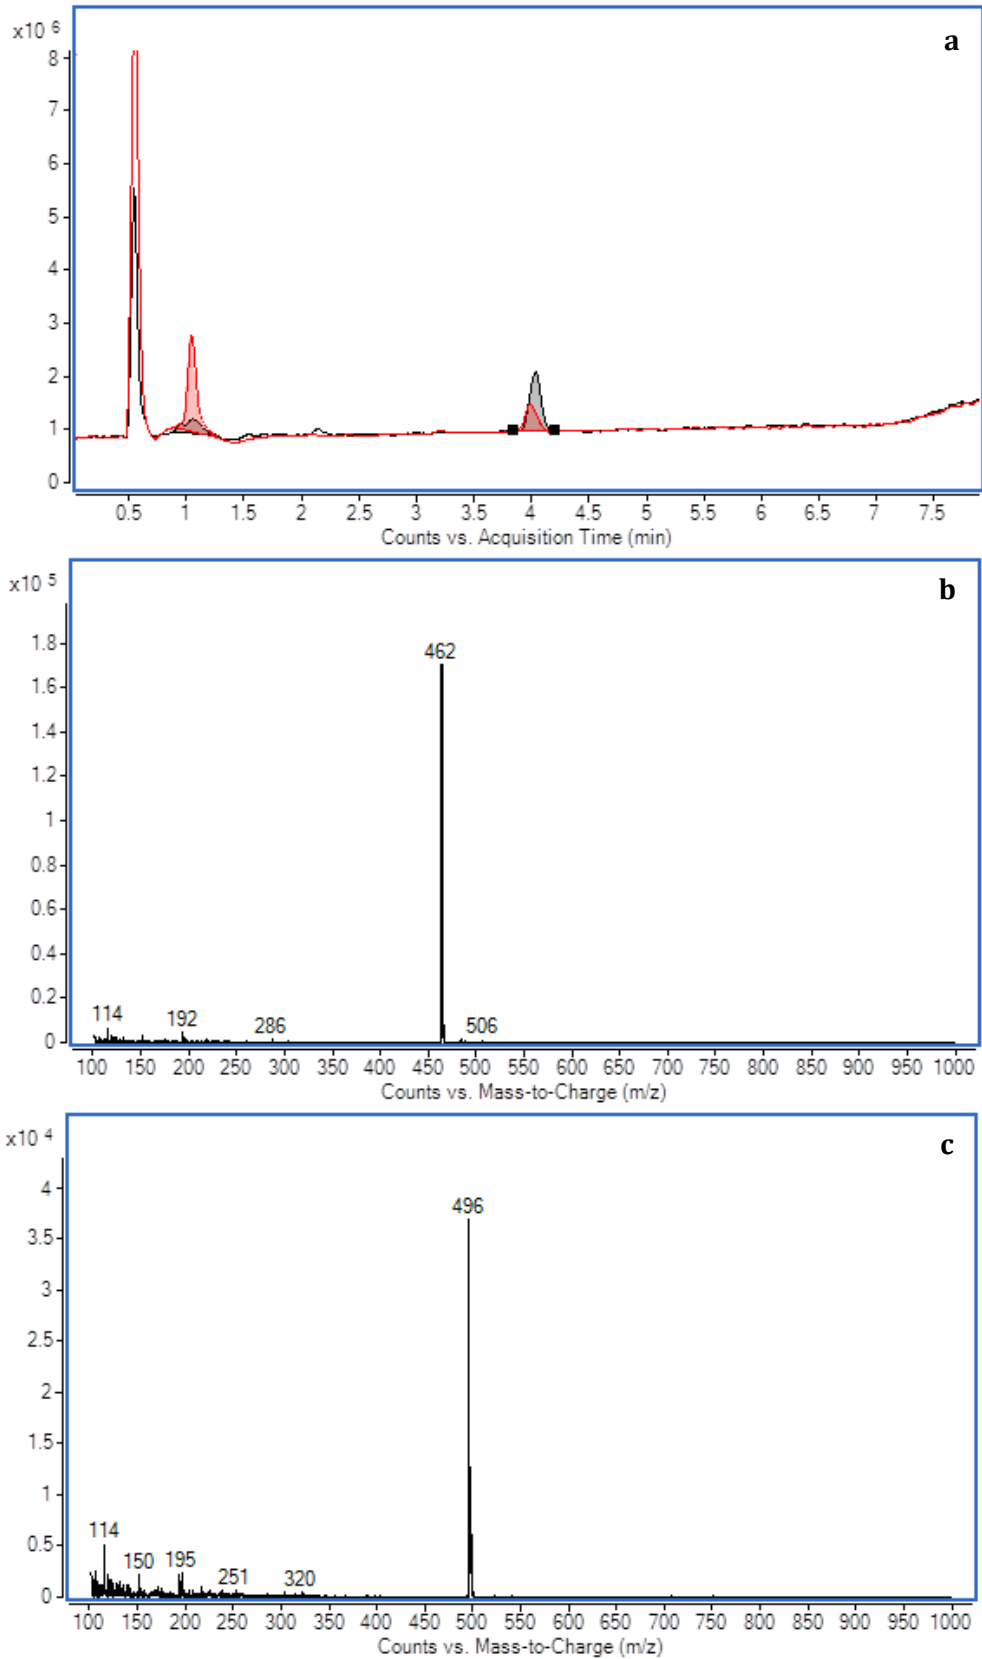 x10 6
a
8
7
6
5
4
3
2
1
0
0.5 1 1.5 2 2.5 3 3.5 4 4.5 5 5.5 6 6.5 7 7.5
Counts vs. Acquisition Time (min)
x10 5
b
462
1.8
1.6
1.4
1.2
1
0.8
0.6
0.4
0.2
0
114 192 286 506
100 150 200 250 300 350 400 450 500 550 600 650 700 750 800 850 900 950 1000
Counts vs. Mass-to-Charge (m/z)
x10 4
c
496
4
3.5
3
2.5
2
1.5
1
0.5
0
114 150 195 251 320
100 150 200 250 300 350 400 450 500 550 600 650 700 750 800 850 900 950 1000
Counts vs. Mass-to-Charge (m/z)